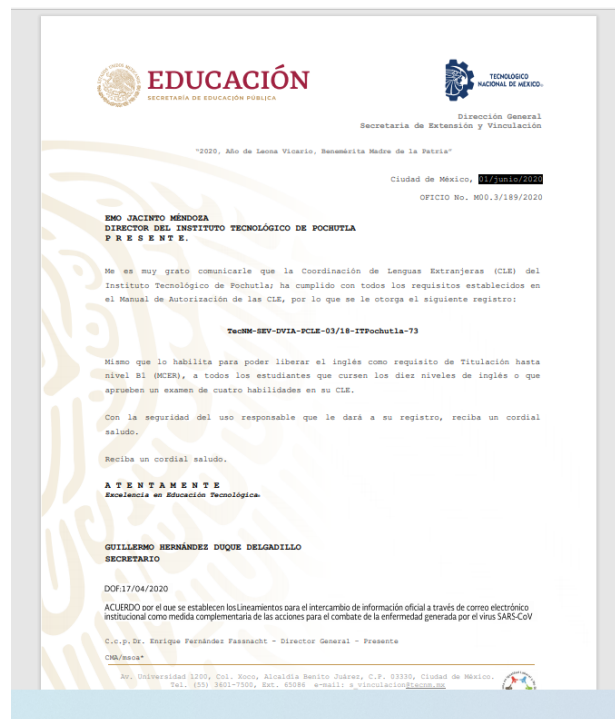 EDUCACIÓN
SECRETARÍA DE EDUCACIÓN PÚBLICA
TECNOLÓGICO
NACIONAL DE MÉXICO®
Dirección General
Secretaría de Extensión y Vinculación
"2020, Año de Leona Vicario, Benemérita Madre de la Patria"
Ciudad de México, 01/junio/2020
OFICIO No. M00.3/189/2020
EMO JACINTO MÉNDOZA
DIRECTOR DEL INSTITUTO TECNOLÓGICO DE POCHUTLA
P R E S E N T E.
Me es muy grato comunicarle que la Coordinación de Lenguas Extranjeras (CLE) del
Instituto Tecnológico de Pochutla; ha cumplido con todos los requisitos establecidos en
el Manual de Autorización de las CLE, por lo que se le otorga el siguiente registro:
TecNM-SEV-DVIA-PCLE-03/18-ITPochutla-73
Mismo que lo habilita para poder liberar el inglés como requisito de Titulación hasta
nivel B1 (MCER), a todos los estudiantes que cursen los diez niveles de inglés o que
aprueben un examen de cuatro habilidades en su CLE.
Con la seguridad del uso responsable que le dará a su registro, reciba un cordial
saludo.
Reciba un cordial saludo.
A T E N T A M E N T E
Excelencia en Educación Tecnológica®
GUILLERMO HERNÁNDEZ DUQUE DELGADILLO
SECRETARIO
DOF:17/04/2020
ACUERDO por el que se establecen los Lineamientos para el intercambio de información oficial a través de correo electrónico
institucional como medida complementaria de las acciones para el combate de la enfermedad generada por el virus SARS-CoV
C.c.p. Dr. Enrique Fernández Fassnacht - Director General - Presente
CMA/maoa*
Av. Universidad 1200, Col. Xoco, Alcaldía Benito Juárez, C.P. 03330, Ciudad de México.
Tel. (55) 3601-7500, Ext. 65086 e-mail: s_vinculacion@tecnm.mx